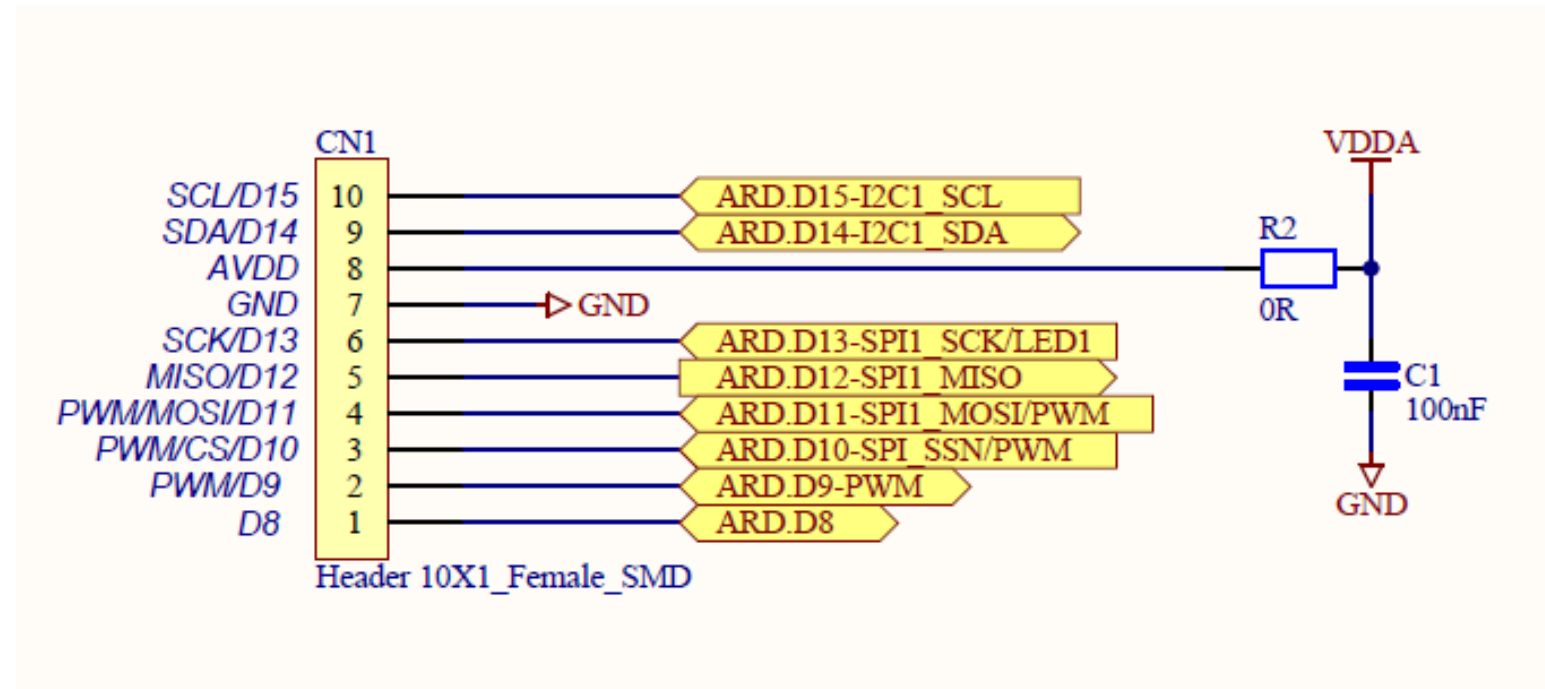 CN1
VDDA
SCL/D15 10 ARD.D15-I2C1_SCL
SDA/D14 9 ARD.D14-I2C1_SDA
R2
AVDD 8
GND 7 GND
0R
SCK/D13 6 ARD.D13-SPI1_SCK/LED1
MISO/D12 5 ARD.D12-SPI1_MISO
C1
PWM/MOSI/D11 4 ARD.D11-SPI1_MOSI/PWM
100nF
PWM/CS/D10 3 ARD.D10-SPI_SSN/PWM
PWM/D9 2 ARD.D9-PWM
GND
D8 1 ARD.D8
Header 10X1_Female_SMD